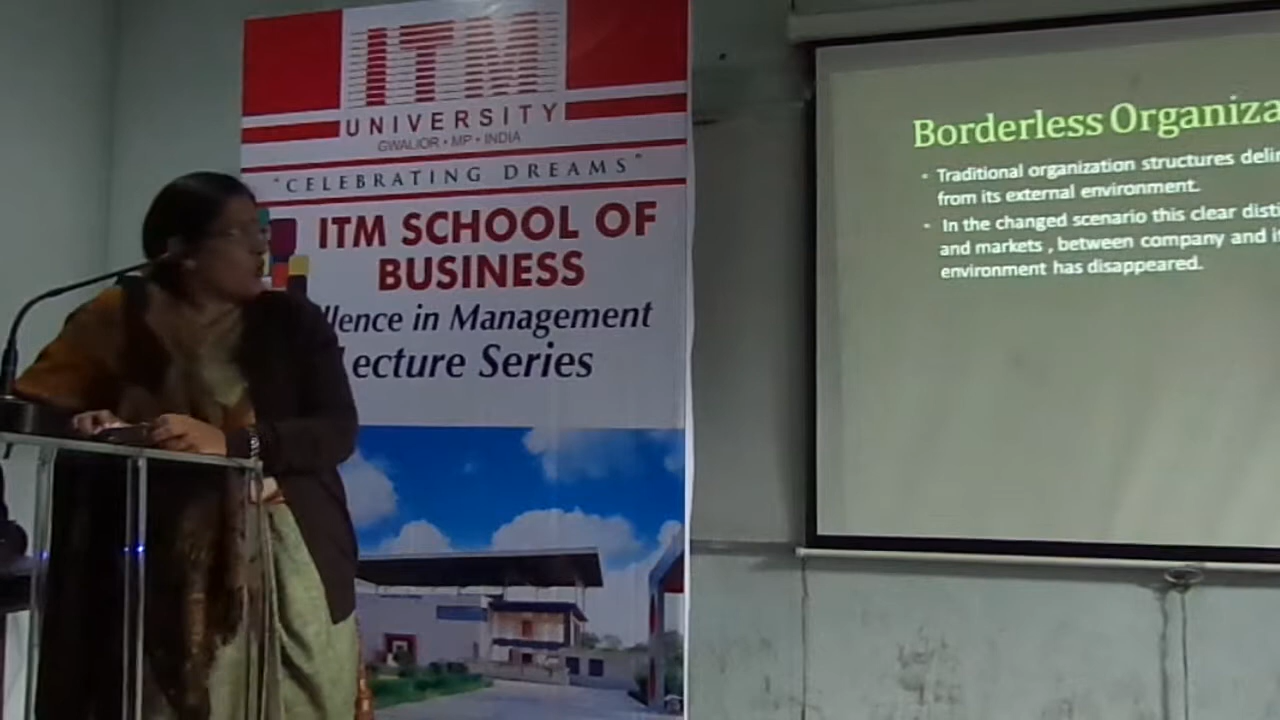 ITM
UNIVERSITY
GWALIOR • MP • INDIA
"CELEBRATING DREAMS"
ITM SCHOOL OF
BUSINESS
llence in Management
ecture Series
Borderless Organiza
• Traditional organization structures delin
from its external environment.
• In the changed scenario this clear disti
and markets , between company and it
environment has disappeared.